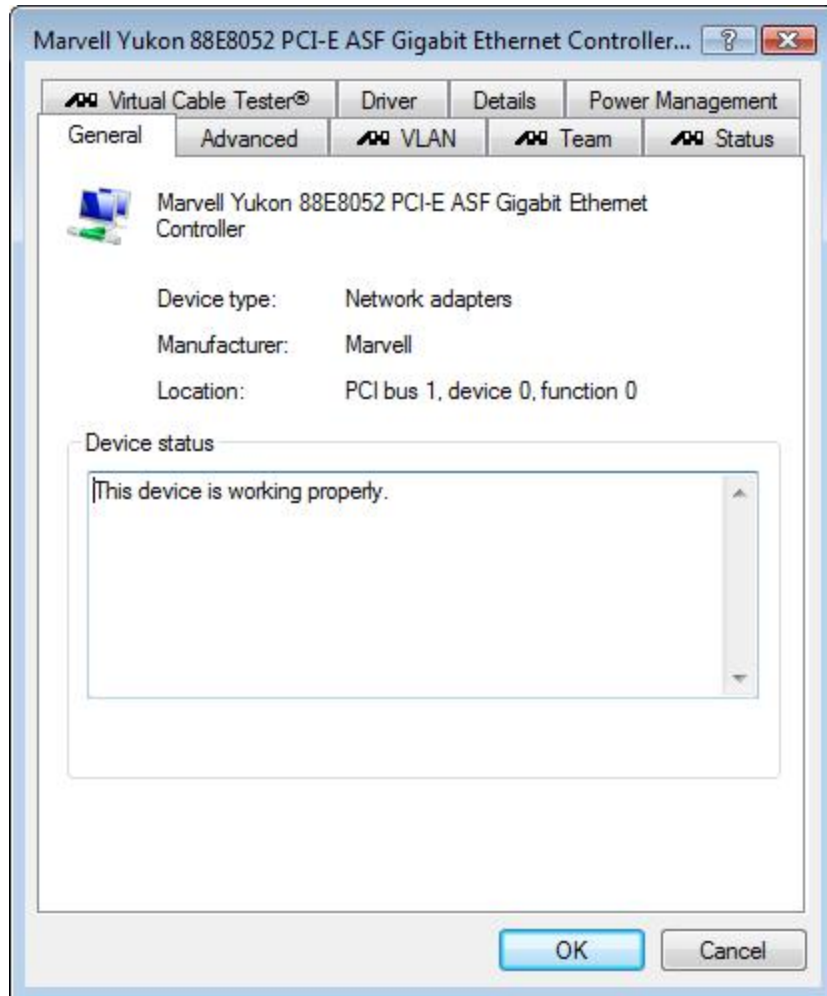 Marvell Yukon 88E8052 PCI-E ASF Gigabit Ethernet Controller...
Virtual Cable Tester® Driver Details Power Management
General Advanced VLAN Team Status
Marvell Yukon 88E8052 PCI-E ASF Gigabit Ethernet
Controller
Device type: Network adapters
Manufacturer: Marvell
Location: PCI bus 1, device 0, function 0
Device status
This device is working properly.
OK Cancel